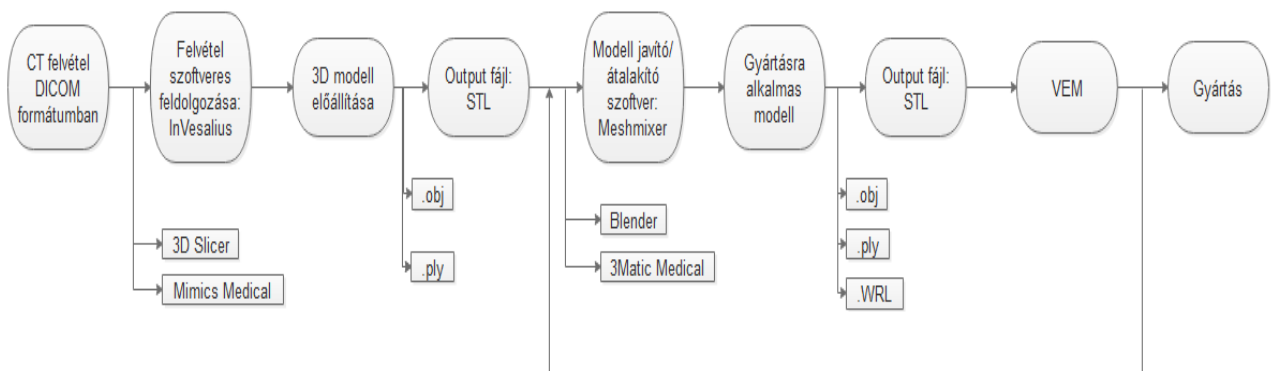 CT felvétel
DICOM
formátumban
Felvétel
szoftveres
feldolgozása:
InVesalius
3D Slicer
Mimics Medical
3D modell
előállítása
.obj
.ply
Output fájl:
STL
Modell javító/
átalakító
szoftver:
Meshmixer
Blender
3Matic Medical
Gyártásra
alkalmas
modell
.obj
.ply
.WRL
Output fájl:
STL
VEM
Gyártás